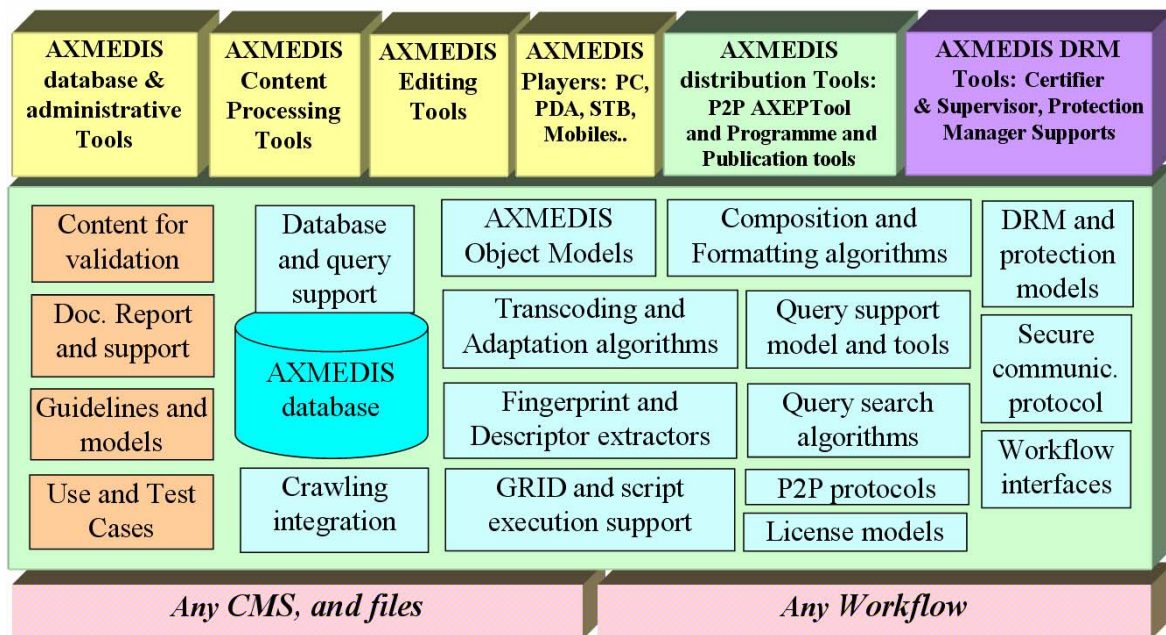 AXMEDIS
database &
administrative
Tools
AXMEDIS
Content
Processing
Tools
AXMEDIS
Editing
Tools
AXMEDIS
Players: PC,
PDA, STB,
Mobiles..
AXMEDIS
distribution Tools:
P2P AXEPTool
and Programme and
Publication tools
AXMEDIS DRM
Tools: Certifier
& Supervisor, Protection
Manager Supports
Content for
validation
Doc. Report
and support
Guidelines and
models
Use and Test
Cases
Database
and query
support
AXMEDIS
database
Crawling
integration
AXMEDIS
Object Models
Composition and
Formatting algorithms
Transcoding and
Adaptation algorithms
Query support
model and tools
Fingerprint and
Descriptor extractors
Query search
algorithms
GRID and script
execution support
P2P protocols
License models
DRM and
protection
models
Secure
communic.
protocol
Workflow
interfaces
Any CMS, and files
Any Workflow